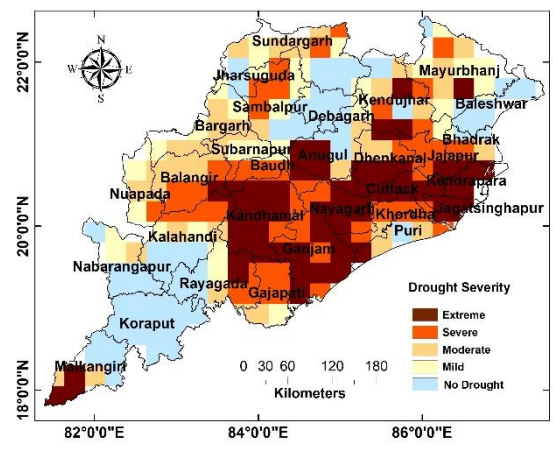 N
W E
S
22°0'0"N
20°0'0"N
18°0'0"N
Sundargarh
Jharsuguda
Mayurbhanj
Sambalpur
Kendujhar
Baleshwar
Debagarh
Bargarh
Bhadrak
Subarnapur
Anugul
Dhenkanal
Jajapur
Baudh
Balangir
Kandrapara
Cuttack
Nuapada
Kandhamal
Nayagarh
Khordha
Jagatsinghapur
Kalahandi
Puri
Nabarangapur
Ganjam
Rayagada
Gajapati
Koraput
Malkangiri
Drought Severity
Extreme
Severe
Moderate
Mild
No Drought
0 30 60 120 180
Kilometers
82°0'0"E 84°0'0"E 86°0'0"E